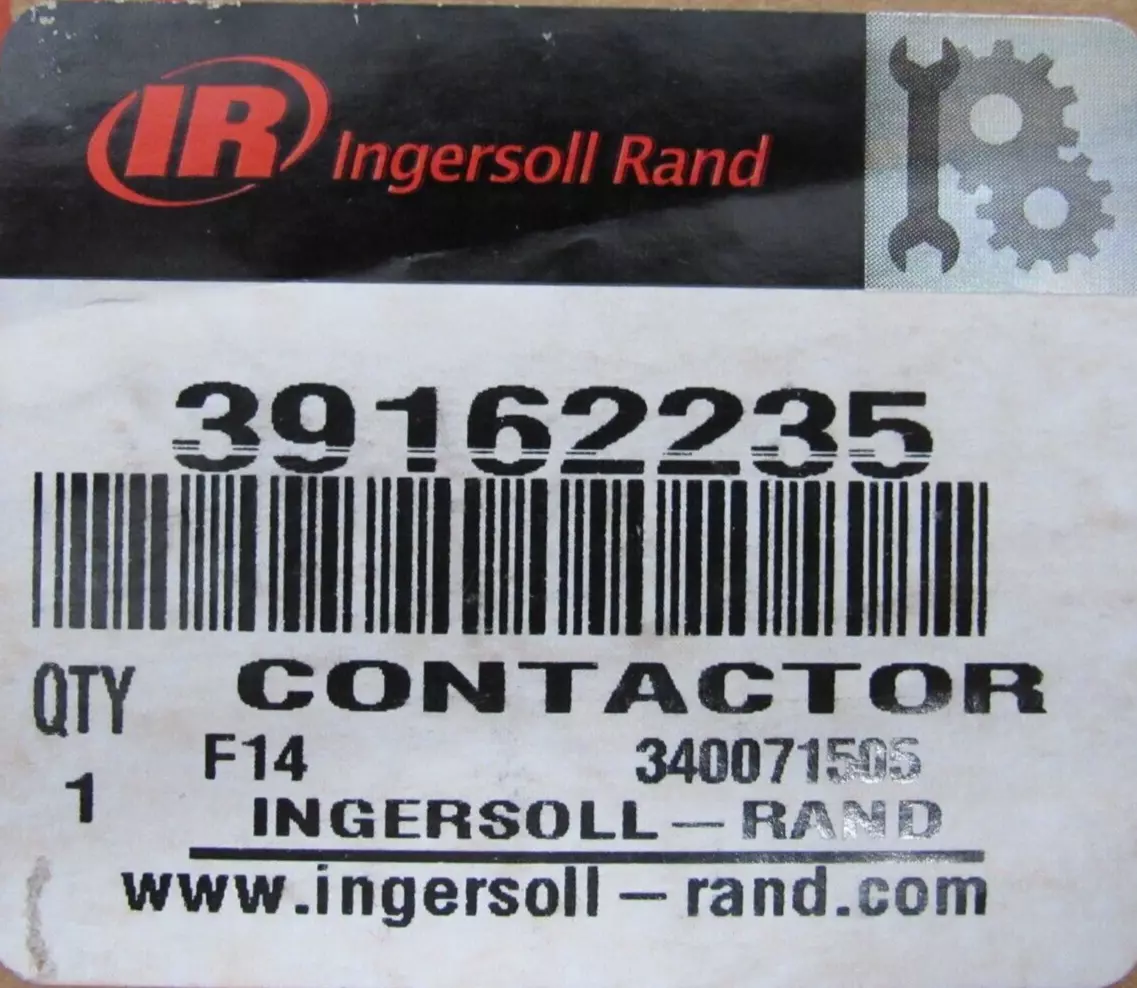 IR Ingersoll Rand
39162235
QTY CONTACTOR
F14 340071505
1
INGERSOLL-RAND
www.ingersoll-rand.com